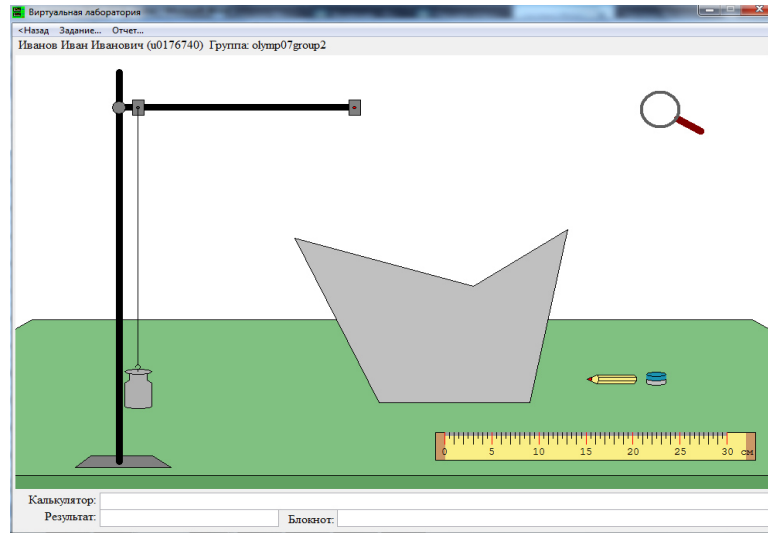 Виртуальная лаборатория
<Назад Задание... Отчет...
Иванов Иван Иванович (u0176740) Группа: olymp07group2
0 5 10 15 20 25 30 см
Калькулятор:
Результат: Блокнот: